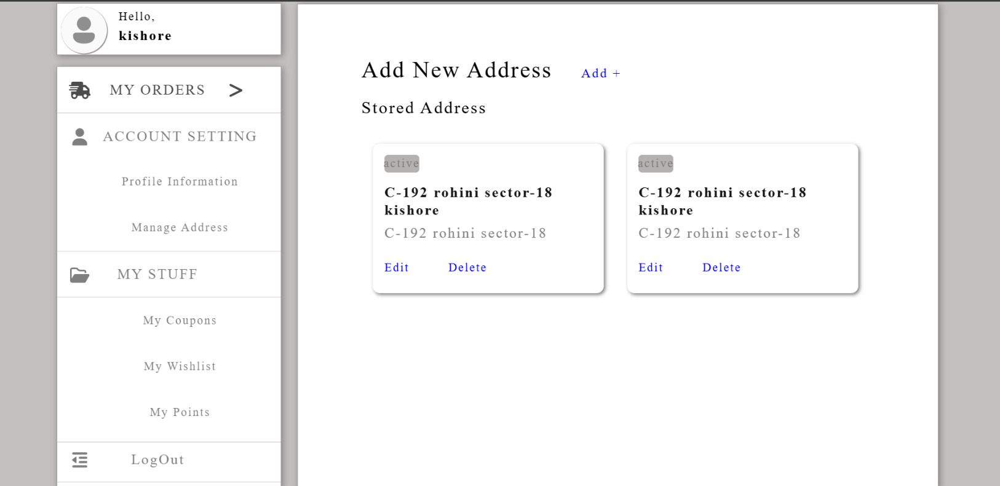 Hello,
kishore
MY ORDERS >
ACCOUNT SETTING
Profile Information
Manage Address
MY STUFF
My Coupons
My Wishlist
My Points
LogOut
Add New Address Add +
Stored Address
active
C-192 rohini sector-18
kishore
C-192 rohini sector-18
Edit Delete
active
C-192 rohini sector-18
kishore
C-192 rohini sector-18
Edit Delete